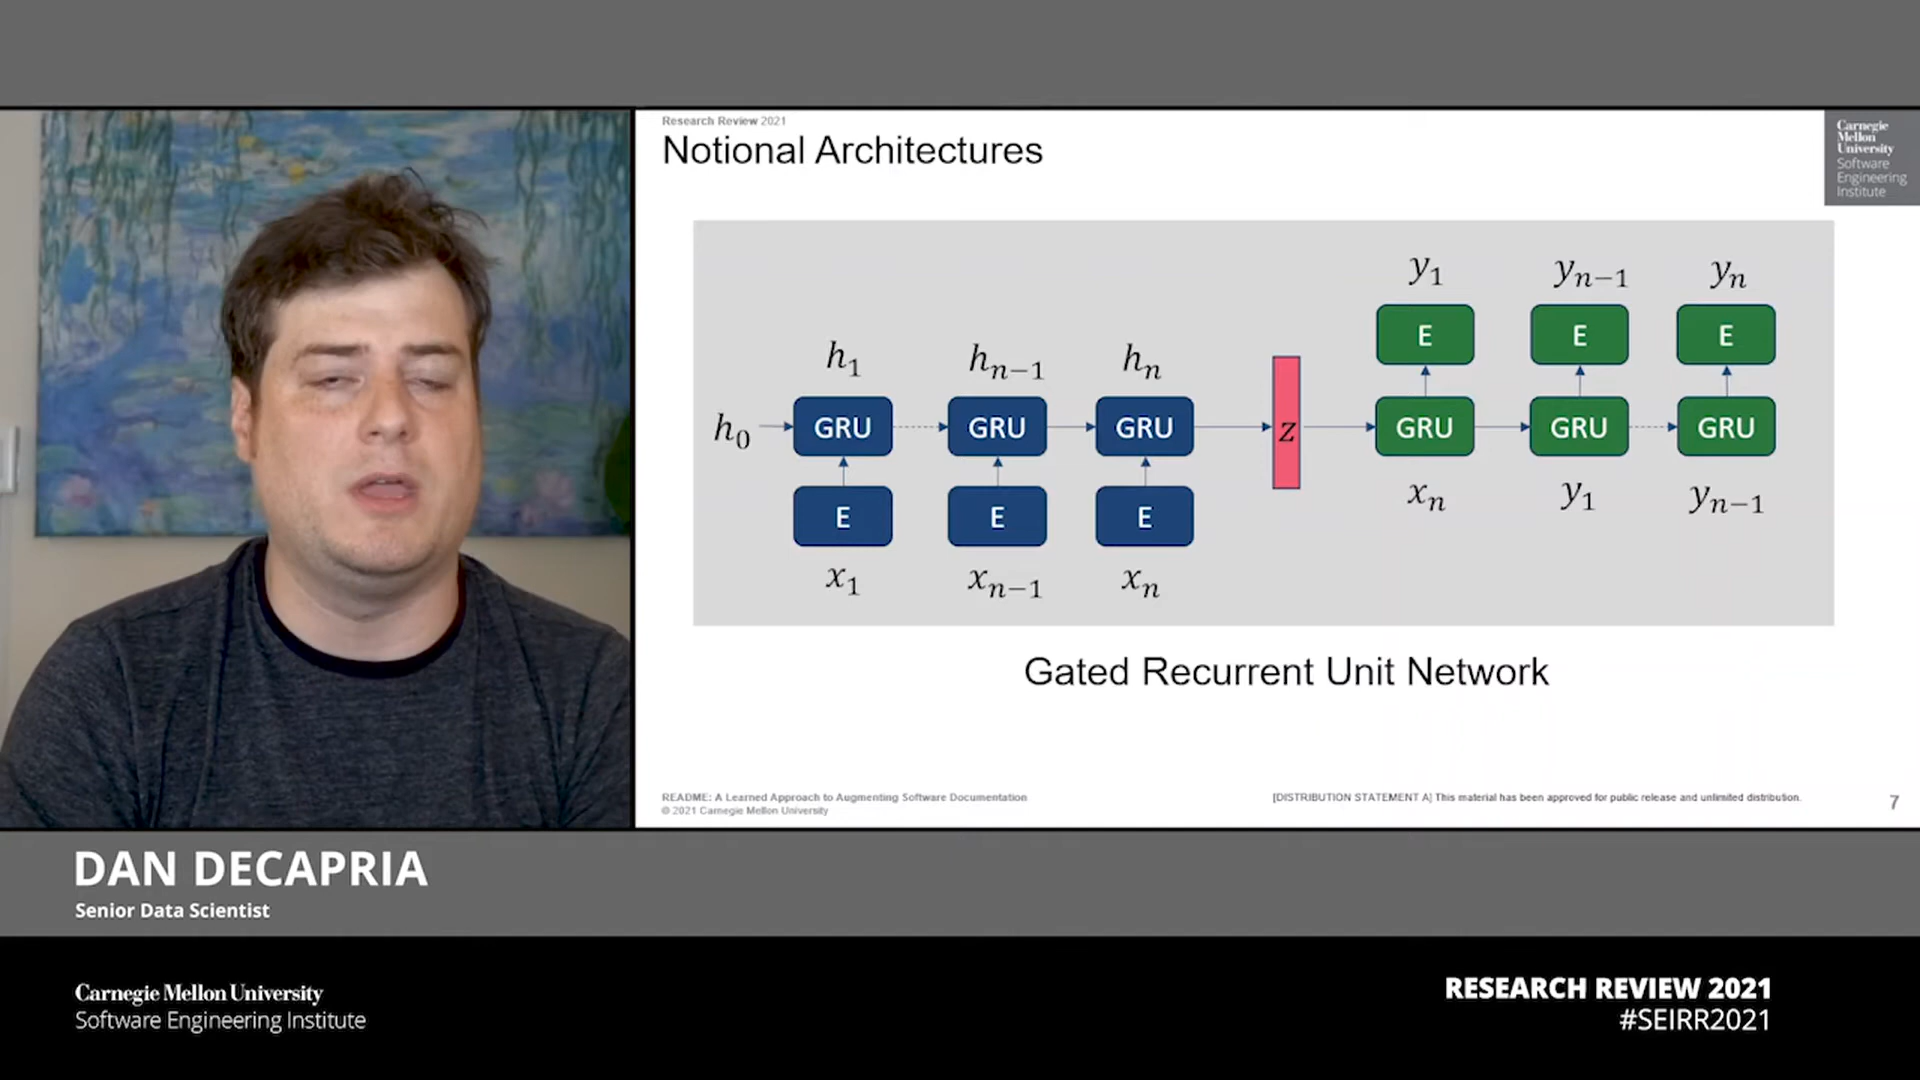 Research Review 2021
Notional Architectures
Carnegie
Mellon
University
Software
Engineering
Institute
y₁ yₙ₋₁ yₙ
E E E
h₁ hₙ₋₁ hₙ
h₀ GRU GRU GRU z GRU GRU GRU
xₙ y₁ yₙ₋₁
E E E
x₁ xₙ₋₁ xₙ
Gated Recurrent Unit Network
README: A Learned Approach to Augmenting Software Documentation
© 2021 Carnegie Mellon University
[DISTRIBUTION STATEMENT A] This material has been approved for public release and unlimited distribution.
7
DAN DECAPRIA
Senior Data Scientist
Carnegie Mellon University
Software Engineering Institute
RESEARCH REVIEW 2021
#SEIRR2021